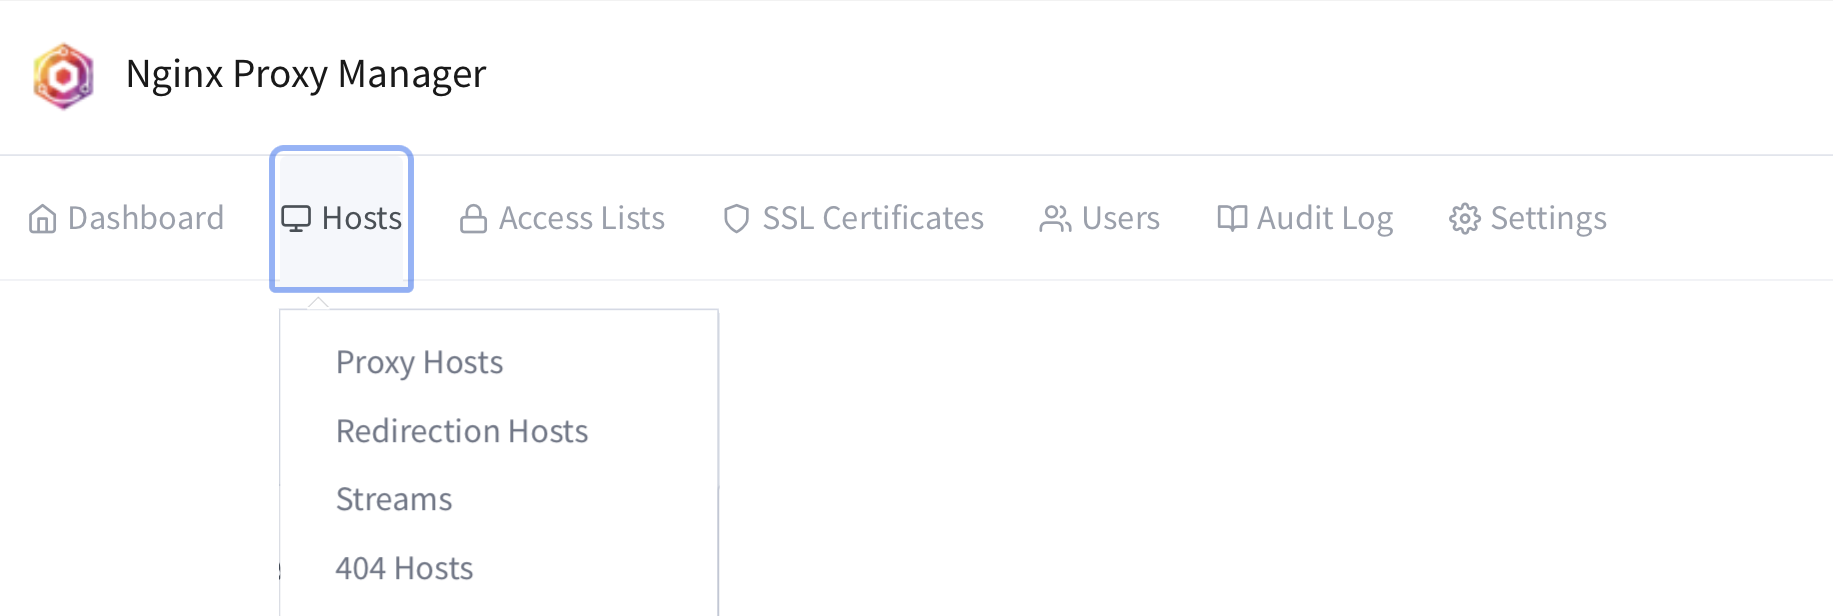 Nginx Proxy Manager
Dashboard Hosts Access Lists SSL Certificates Users Audit Log Settings
Proxy Hosts
Redirection Hosts
Streams
404 Hosts